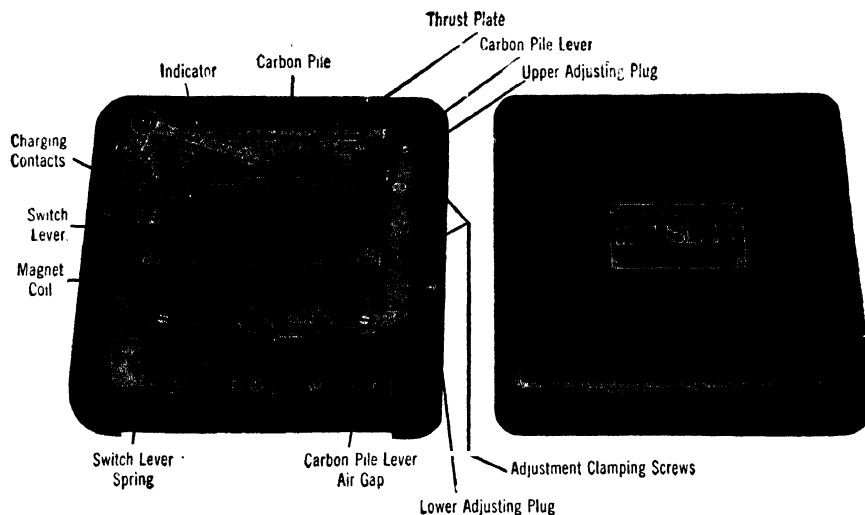 Thrust Plate
Carbon Pile Lever
Carbon Pile
Indicator
Upper Adjusting Plug
Charging
Contacts
Switch
Lever.
Magnet
Coil
Switch Lever
Spring
Carbon Pile Lever
Air Gap
Adjustment Clamping Screws
Lower Adjusting Plug